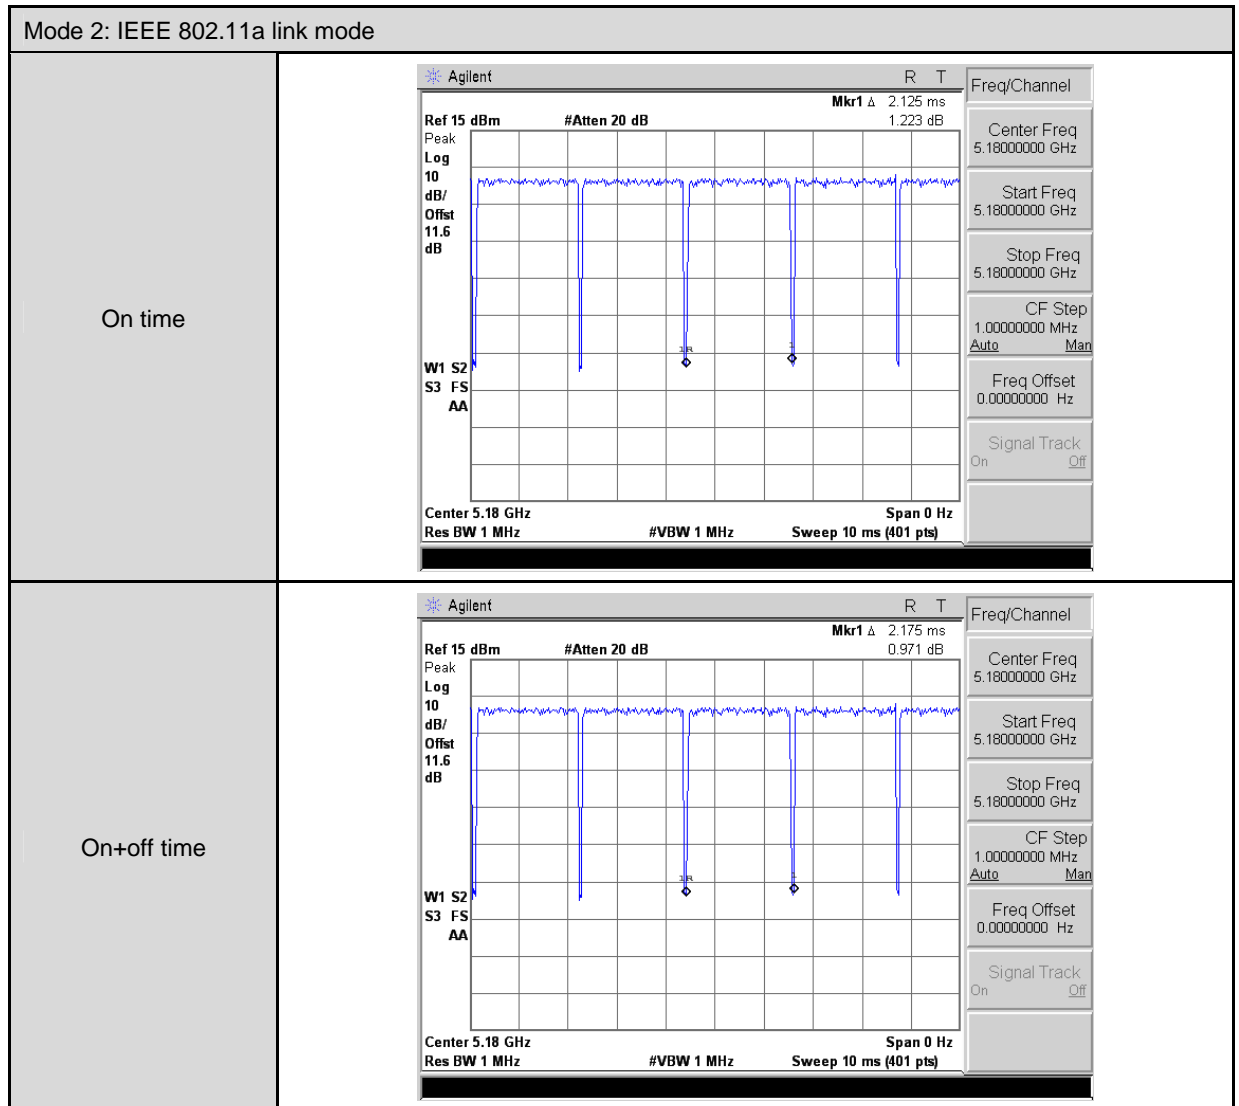 Mode 2: IEEE 802.11a link mode
On time
Agilent R T
Mkr1 Δ 2.125 ms
Ref 15 dBm #Atten 20 dB 1.223 dB
Peak
Log
10
dB/
Offst
11.6
dB
1R 1
W1 S2
S3 FS
AA
Center 5.18 GHz Span 0 Hz
Res BW 1 MHz #VBW 1 MHz Sweep 10 ms (401 pts)
Freq/Channel
Center Freq
5.18000000 GHz
Start Freq
5.18000000 GHz
Stop Freq
5.18000000 GHz
CF Step
1.00000000 MHz
Auto Man
Freq Offset
0.00000000 Hz
Signal Track
On Off
On+off time
Agilent R T
Mkr1 Δ 2.175 ms
Ref 15 dBm #Atten 20 dB 0.971 dB
Peak
Log
10
dB/
Offst
11.6
dB
1R 1
W1 S2
S3 FS
AA
Center 5.18 GHz Span 0 Hz
Res BW 1 MHz #VBW 1 MHz Sweep 10 ms (401 pts)
Freq/Channel
Center Freq
5.18000000 GHz
Start Freq
5.18000000 GHz
Stop Freq
5.18000000 GHz
CF Step
1.00000000 MHz
Auto Man
Freq Offset
0.00000000 Hz
Signal Track
On Off